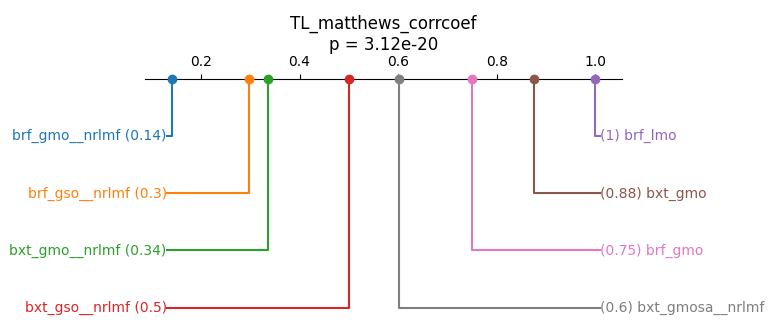 TL_matthews_corrcoef
p = 3.12e-20
0.2 0.4 0.6 0.8 1.0
brf_gmo__nrlmf (0.14) (1) brf_lmo
brf_gso__nrlmf (0.3) (0.88) bxt_gmo
bxt_gmo__nrlmf (0.34) (0.75) brf_gmo
bxt_gso__nrlmf (0.5) (0.6) bxt_gmosa__nrlmf